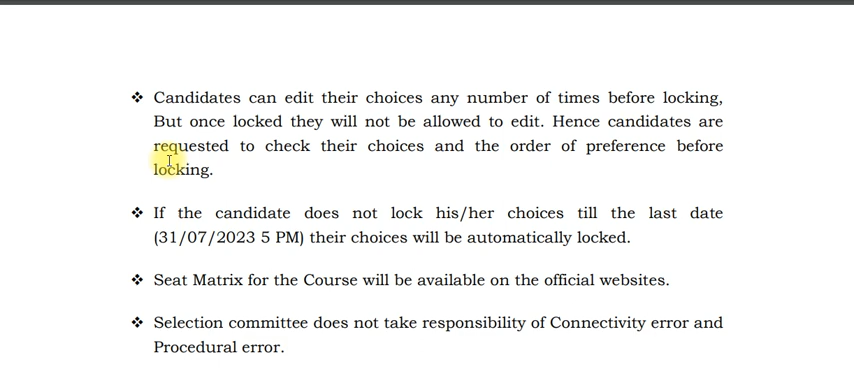 ❖ Candidates can edit their choices any number of times before locking,
But once locked they will not be allowed to edit. Hence candidates are
requested to check their choices and the order of preference before
locking.
❖ If the candidate does not lock his/her choices till the last date
(31/07/2023 5 PM) their choices will be automatically locked.
❖ Seat Matrix for the Course will be available on the official websites.
❖ Selection committee does not take responsibility of Connectivity error and
Procedural error.